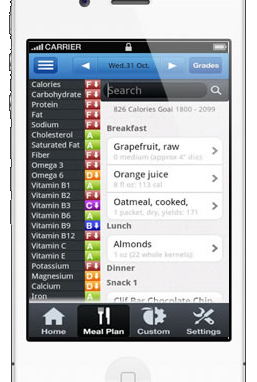 CARRIER
Wed.31 Oct. Grades
Calories F
Carbohydrate F
Protein F
Fat F
Sodium F
Cholesterol A
Saturated Fat A
Fiber F
Omega 3 F
Omega 6 D
Vitamin B1 A
Vitamin B2 F
Vitamin B3 C
Vitamin B6 A
Vitamin B9 B
Vitamin B12 F
Vitamin C A
Vitamin E A
Potassium F
Magnesium D
Calcium D
Iron A
Search
826 Calories Goal 1800 - 2099
Breakfast
Grapefruit, raw
0 medium (approx 4" dia)
Orange juice
8 fl oz: 113 cal
Oatmeal, cooked,
1 packet, dry, yields: 171
Lunch
Almonds
1 oz (22 whole kernels)
Dinner
Snack 1
Clif Bar Chocolate Chip
Home Meal Plan Custom Settings